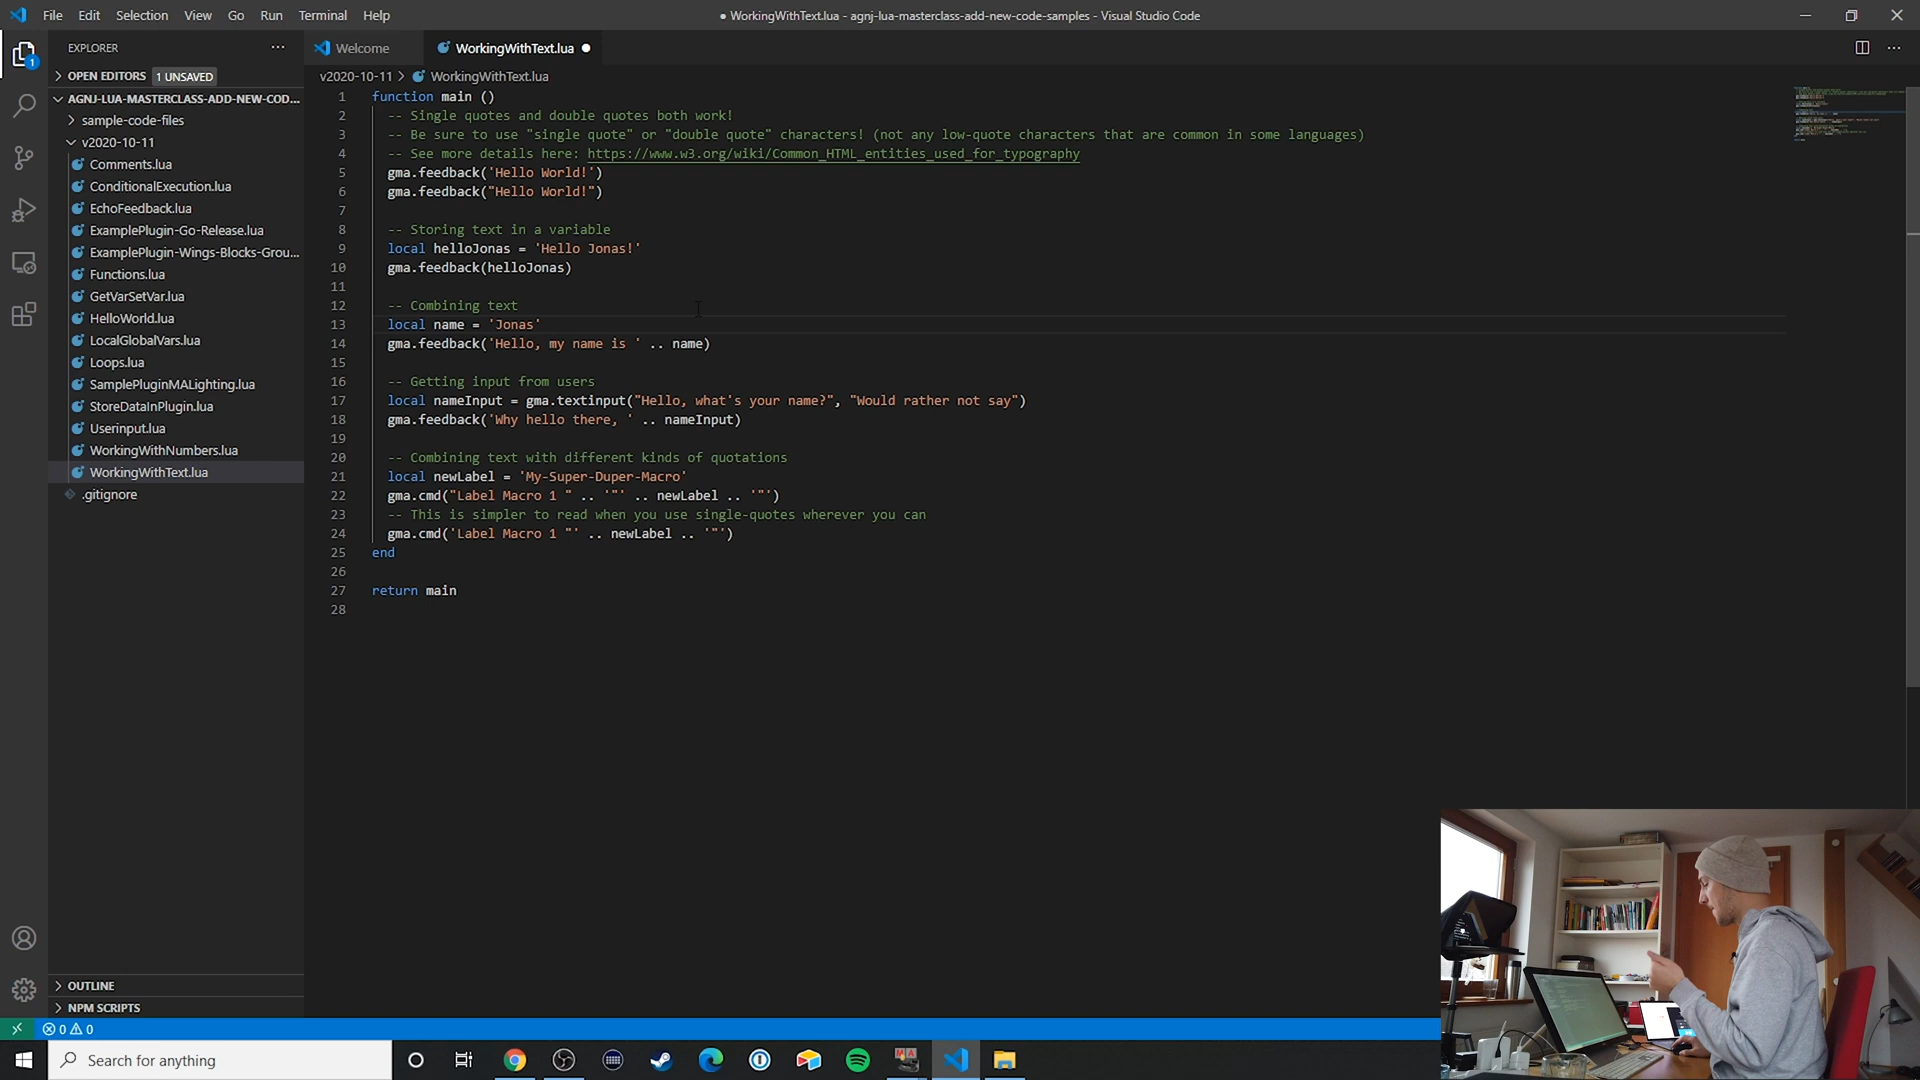 File Edit Selection View Go Run Terminal Help
● WorkingWithText.lua - agnj-lua-masterclass-add-new-code-samples - Visual Studio Code
EXPLORER
OPEN EDITORS 1 UNSAVED
AGNJ-LUA-MASTERCLASS-ADD-NEW-COD...
sample-code-files
v2020-10-11
Comments.lua
ConditionalExecution.lua
EchoFeedback.lua
ExamplePlugin-Go-Release.lua
ExamplePlugin-Wings-Blocks-Grou...
Functions.lua
GetVarSetVar.lua
HelloWorld.lua
LocalGlobalVars.lua
Loops.lua
SamplePluginMALighting.lua
StoreDataInPlugin.lua
Userinput.lua
WorkingWithNumbers.lua
WorkingWithText.lua
.gitignore
OUTLINE
NPM SCRIPTS
1
Welcome
WorkingWithText.lua
v2020-10-11 > WorkingWithText.lua
1 function main ()
2 -- Single quotes and double quotes both work!
3 -- Be sure to use "single quote" or "double quote" characters! (not any low-quote characters that are common in some languages)
4 -- See more details here: https://www.w3.org/wiki/Common_HTML_entities_used_for_typography
5 gma.feedback('Hello World!')
6 gma.feedback("Hello World!")
7
8 -- Storing text in a variable
9 local helloJonas = 'Hello Jonas!'
10 gma.feedback(helloJonas)
11
12 -- Combining text
13 local name = 'Jonas'
14 gma.feedback('Hello, my name is ' .. name)
15
16 -- Getting input from users
17 local nameInput = gma.textinput("Hello, what's your name?", "Would rather not say")
18 gma.feedback('Why hello there, ' .. nameInput)
19
20 -- Combining text with different kinds of quotations
21 local newLabel = 'My-Super-Duper-Macro'
22 gma.cmd("Label Macro 1 " .. '"' .. newLabel .. '"')
23 -- This is simpler to read when you use single-quotes wherever you can
24 gma.cmd('Label Macro 1 "' .. newLabel .. '"')
25 end
26
27 return main
28
0 0
Search for anything
MA